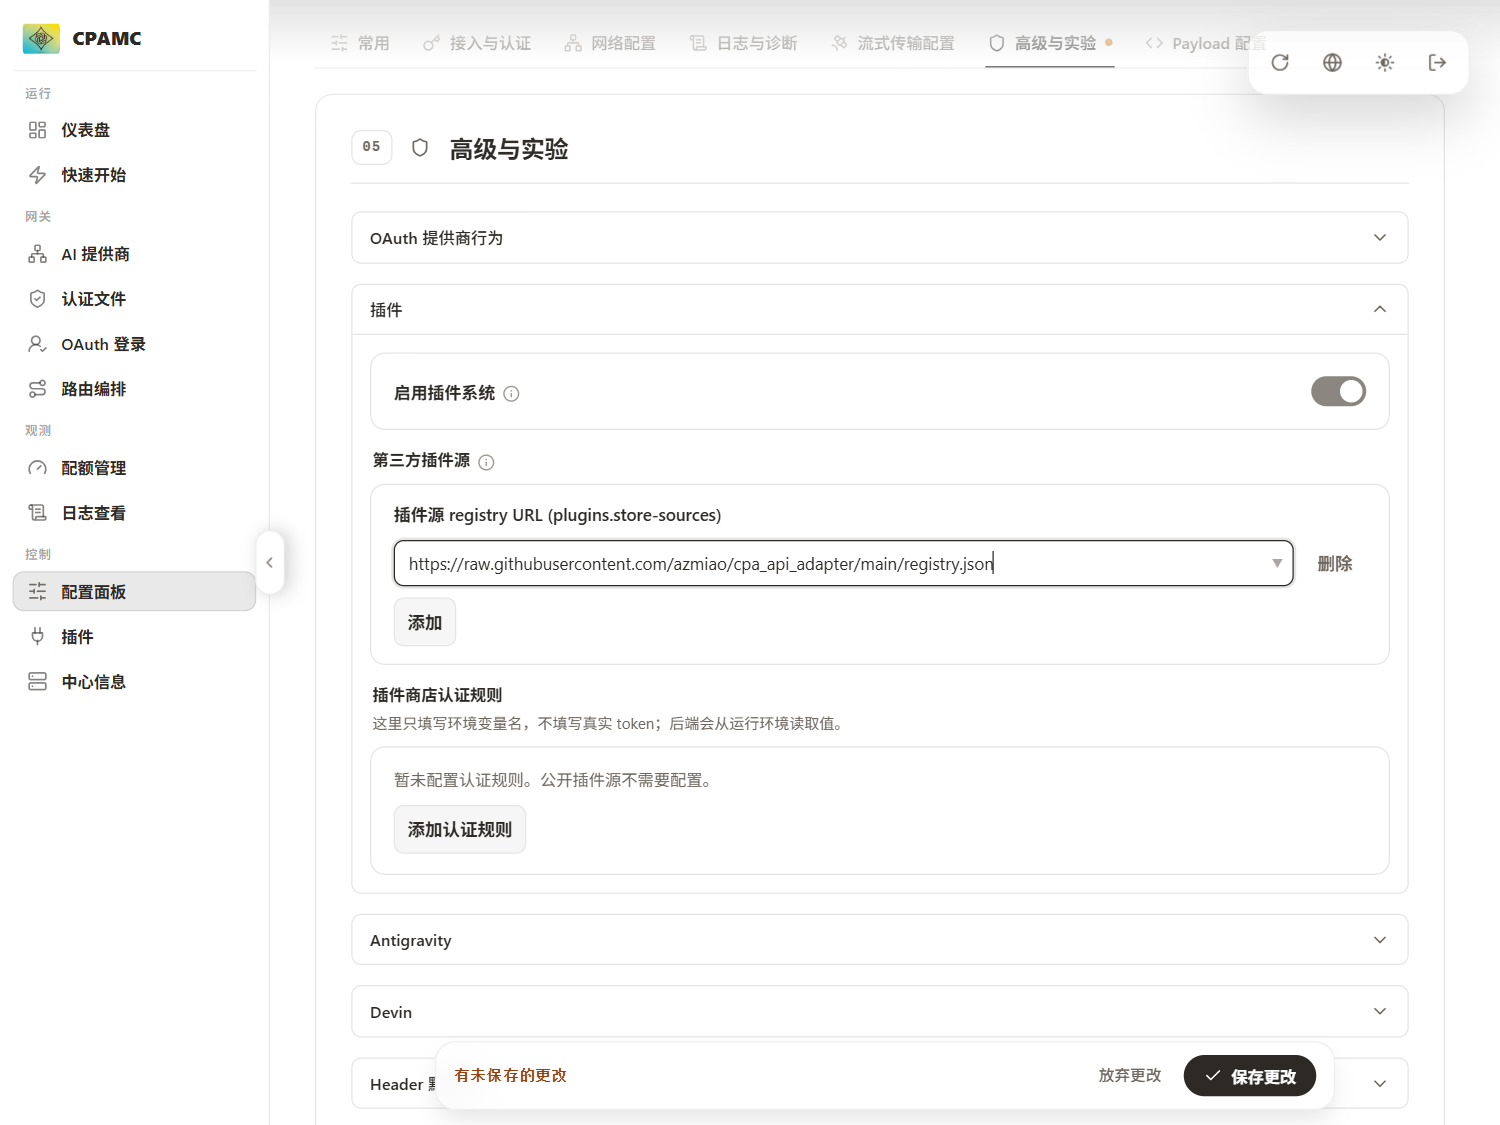 CPAMC
运行
仪表盘
快速开始
网关
AI 提供商
认证文件
OAuth 登录
路由编排
观测
配额管理
日志查看
控制
配置面板
插件
中心信息
常用
接入与认证
网络配置
日志与诊断
流式传输配置
高级与实验
Payload 配置
05
高级与实验
OAuth 提供商行为
插件
启用插件系统
第三方插件源
插件源 registry URL (plugins.store-sources)
https://raw.githubusercontent.com/azmiao/cpa_api_adapter/main/registry.json
删除
添加
插件商店认证规则
这里只填写环境变量名，不填写真实 token；后端会从运行环境读取值。
暂未配置认证规则。公开插件源不需要配置。
添加认证规则
Antigravity
Devin
Header
有未保存的更改
放弃更改
保存更改